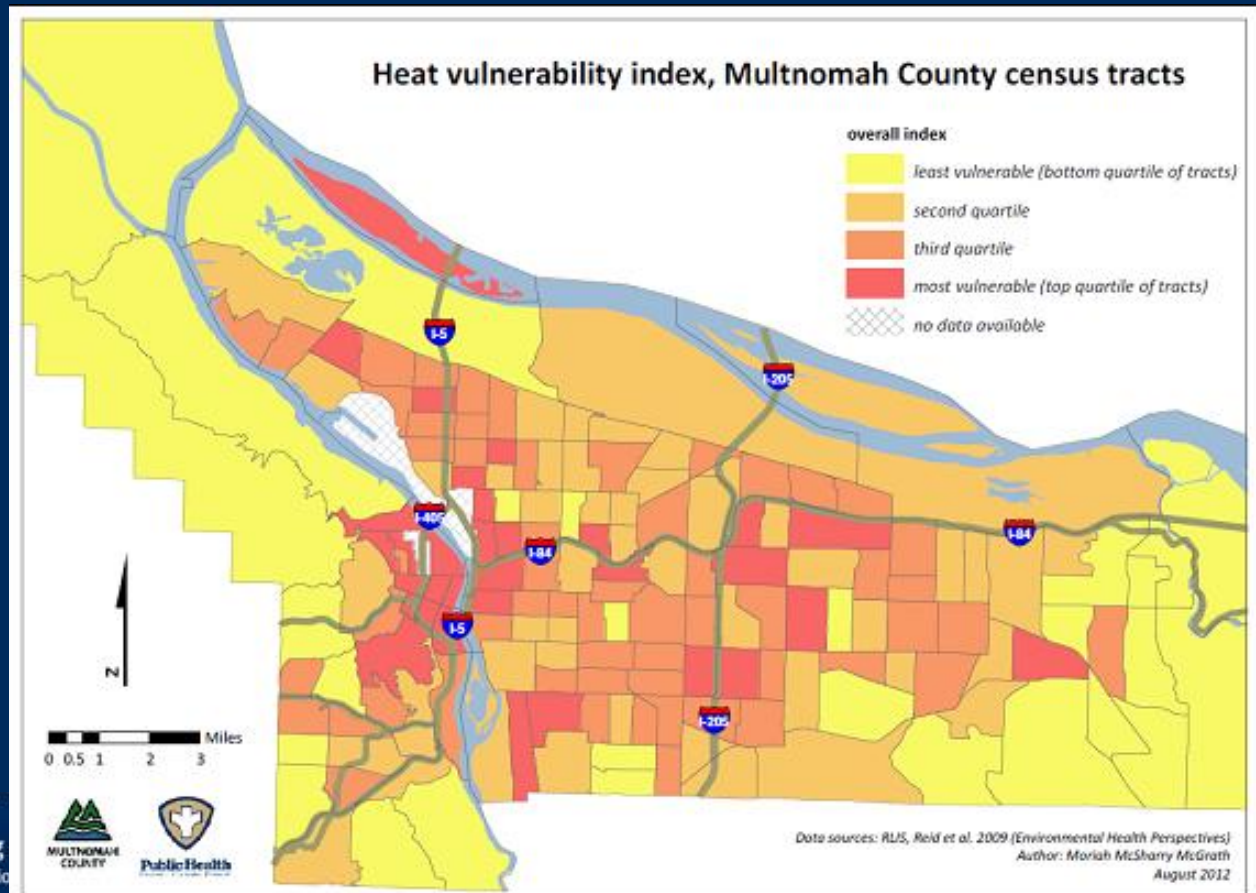 Heat vulnerability index, Multnomah County census tracts
overall index
least vulnerable (bottom quartile of tracts)
second quartile
third quartile
most vulnerable (top quartile of tracts)
no data available
I-5
I-205
I-405
I-84
I-84
I-5
I-205
N
Miles
0 0.5 1 2 3
MULTNOMAH
COUNTY
Public Health
Data sources: RLIS, Reid et al. 2009 (Environmental Health Perspectives)
Author: Moriah McSharry McGrath
August 2012